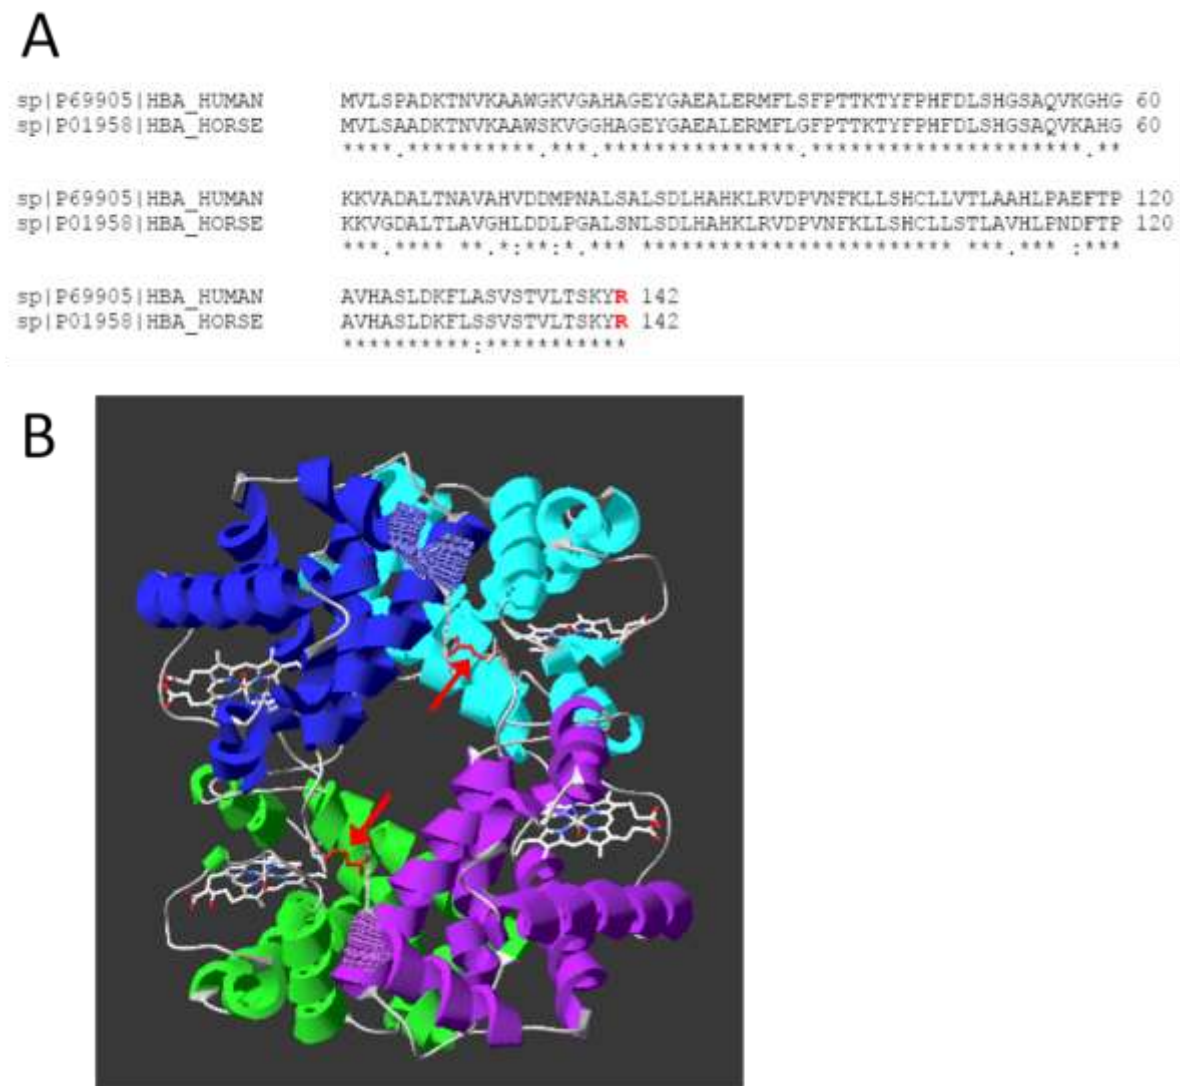 A
sp|P69905|HBA_HUMAN MVLSPADKTNVKAAWGKVGAHAGEYGAEALERMFLSFPTTKTYFPHFDLSHGSAQVKGHG 60
sp|P01958|HBA_HORSE MVLSAADKTNVKAAWSKVGGHAGEYGAEALERMFLGFPTTKTYFPHFDLSHGSAQVKAHG 60
****.**********.***.***************.*********************.**
sp|P69905|HBA_HUMAN KKVADALTNAVAHVDDMPNALSALSDLHAHKLRVDPVNFKLLSHCLLVTLAAHLPAEFTP 120
sp|P01958|HBA_HORSE KKVGDALTLAVGHLDDLPGALSNLSDLHAHKLRVDPVNFKLLSHCLLSTLAVHLPNDFTP 120
***.**** **.*:**:*.*** ************************ ***.*** :***
sp|P69905|HBA_HUMAN AVHASLDKFLASVSTVLTSKYR 142
sp|P01958|HBA_HORSE AVHASLDKFLSSVSTVLTSKYR 142
**********:***********
B